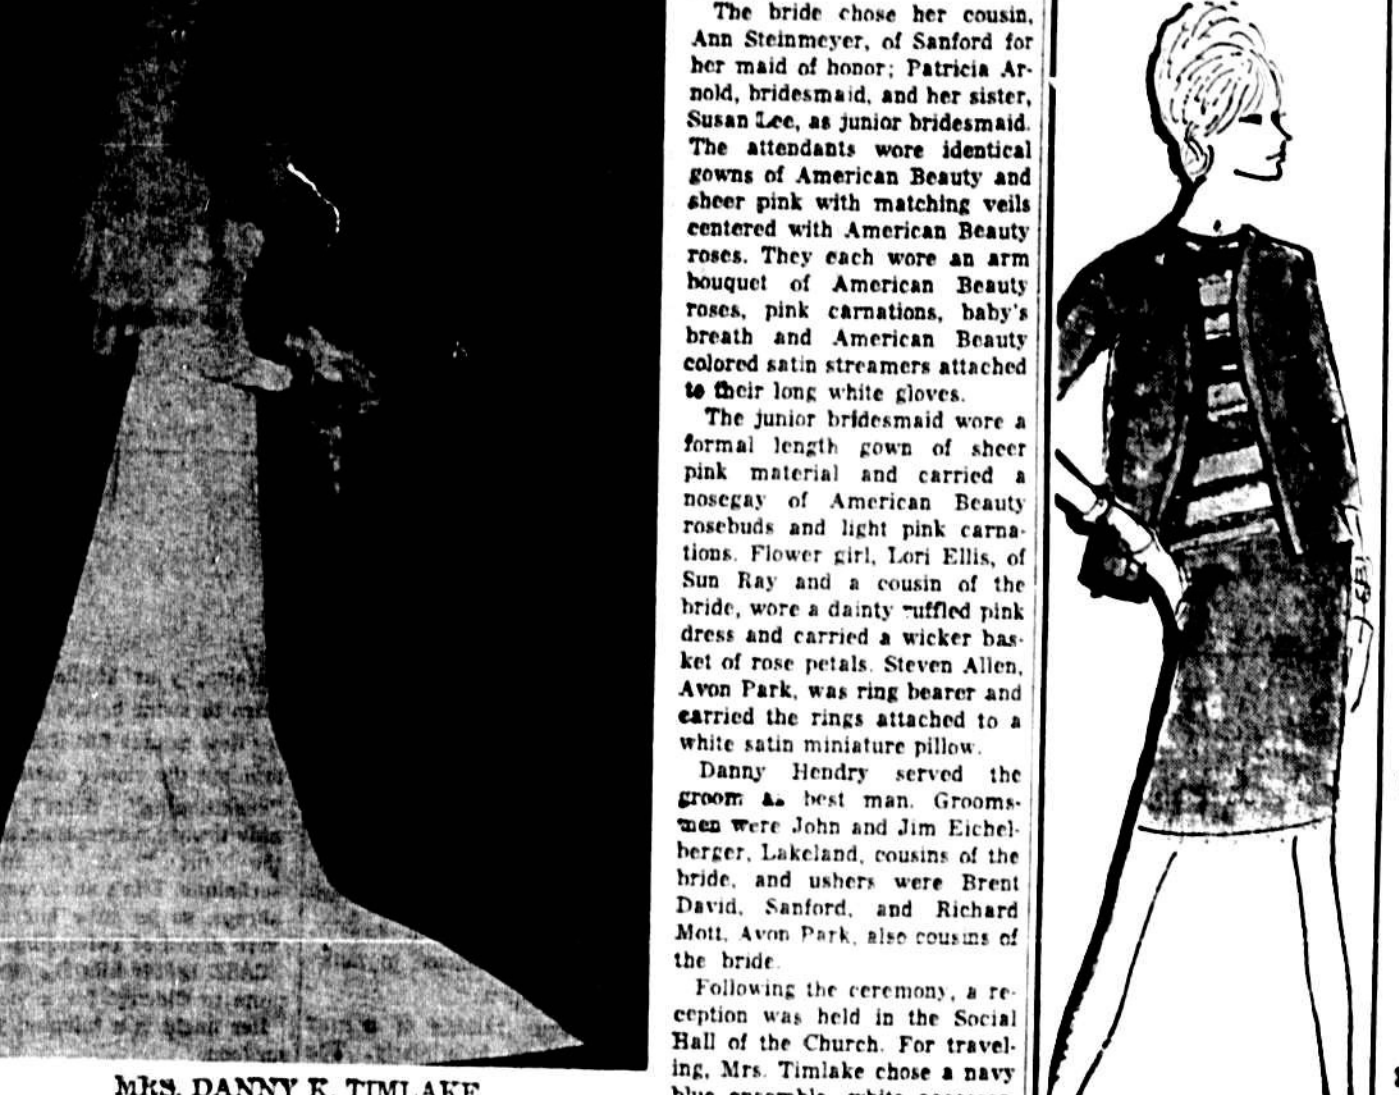 The bride chose her cousin,
Ann Steinmeyer, of Sanford for
her maid of honor; Patricia Ar-
nold, bridesmaid, and her sister,
Susan Lee, as junior bridesmaid.
The attendants wore identical
gowns of American Beauty and
sheer pink with matching veils
centered with American Beauty
roses. They each wore an arm
bouquet of American Beauty
roses, pink carnations, baby's
breath and American Beauty
colored satin streamers attached
to their long white gloves.
The junior bridesmaid wore a
formal length gown of sheer
pink material and carried a
nosegay of American Beauty
rosebuds and light pink carna-
tions. Flower girl, Lori Ellis, of
Sun Ray and a cousin of the
bride, wore a dainty ruffled pink
dress and carried a wicker bas-
ket of rose petals. Steven Allen,
Avon Park, was ring bearer and
carried the rings attached to a
white satin miniature pillow.
Danny Hendry served the
groom as best man. Grooms-
men were John and Jim Eichel-
berger, Lakeland, cousins of the
bride, and ushers were Brent
David, Sanford, and Richard
Mott, Avon Park, also cousins of
the bride.
Following the ceremony, a re-
ception was held in the Social
Hall of the Church. For travel-
ing, Mrs. Timlake chose a navy
blue ensemble, white
MRS. DANNY K. TIMLAKE